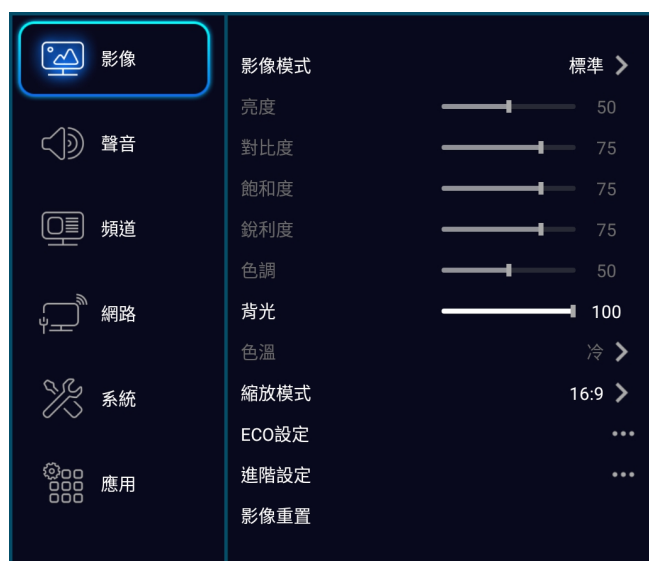 影像
聲音
頻道
網路
系統
應用
影像模式 標準
亮度 50
對比度 75
飽和度 75
銳利度 75
色調 50
背光 100
色溫 冷
縮放模式 16:9
ECO設定
進階設定
影像重置